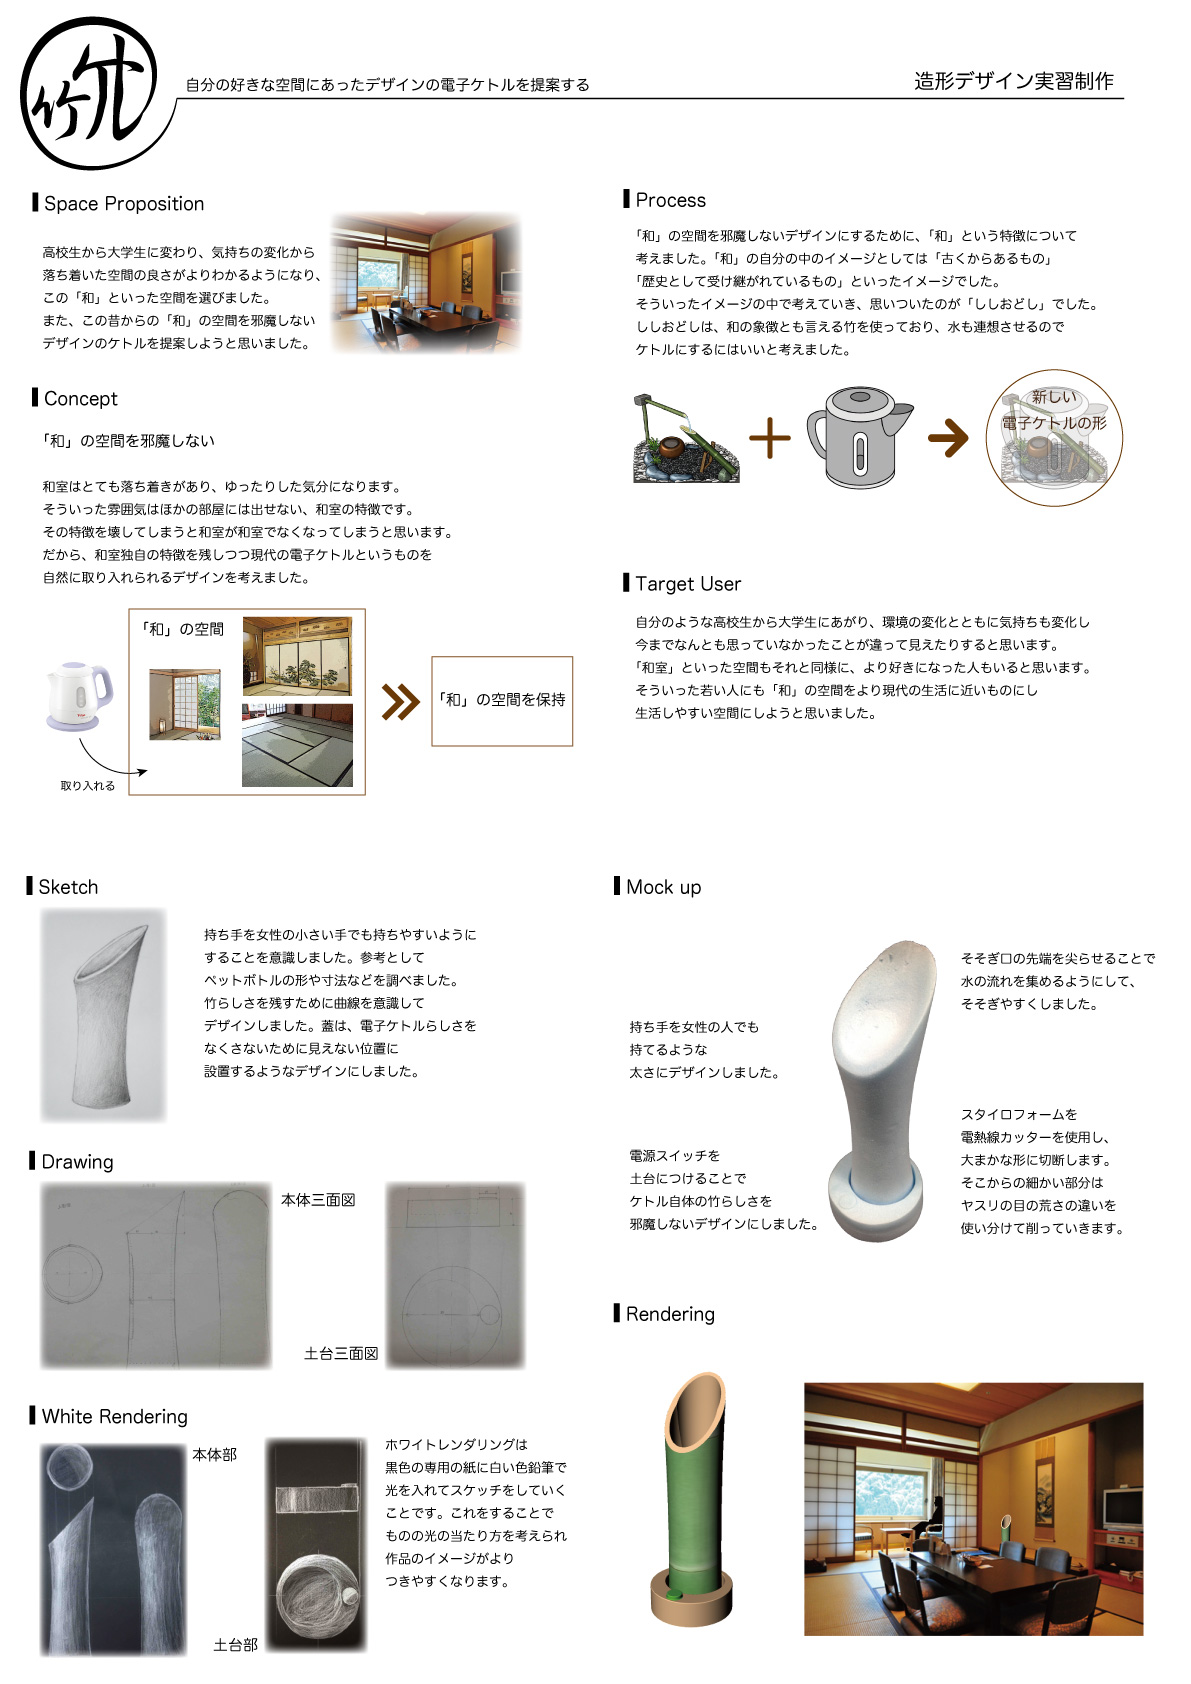 自分の好きな空間にあったデザインの電子ケトルを提案する
造形デザイン実習制作
Space Proposition
高校生から大学生に変わり、気持ちの変化から
落ち着いた空間の良さがよりわかるようになり、
この「和」といった空間を選びました。
また、この昔からの「和」の空間を邪魔しない
デザインのケトルを提案しようと思いました。
Concept
「和」の空間を邪魔しない
和室はとても落ち着きがあり、ゆったりした気分になります。
そういった雰囲気はほかの部屋には出せない、和室の特徴です。
その特徴を壊してしまうと和室が和室でなくなってしまうと思います。
だから、和室独自の特徴を残しつつ現代の電子ケトルというものを
自然に取り入れられるデザインを考えました。
「和」の空間
取り入れる
「和」の空間を保持
Process
「和」の空間を邪魔しないデザインにするために、「和」という特徴について
考えました。「和」の自分の中のイメージとしては「古くからあるもの」
「歴史として受け継がれているもの」といったイメージでした。
そういったイメージの中で考えていき、思いついたのが「ししおどし」でした。
ししおどしは、和の象徴とも言える竹を使っており、水も連想させるので
ケトルにするにはいいと考えました。
新しい
電子ケトルの形
Target User
自分のような高校生から大学生にあがり、環境の変化とともに気持ちも変化し
今までなんとも思っていなかったことが違って見えたりすると思います。
「和室」といった空間もそれと同様に、より好きになった人もいると思います。
そういった若い人にも「和」の空間をより現代の生活に近いものにし
生活しやすい空間にしようと思いました。
Sketch
持ち手を女性の小さい手でも持ちやすいように
することを意識しました。参考として
ペットボトルの形や寸法などを調べました。
竹らしさを残すために曲線を意識して
デザインしました。蓋は、電子ケトルらしさを
なくさないために見えない位置に
設置するようなデザインにしました。
Drawing
本体三面図
土台三面図
White Rendering
本体部
土台部
ホワイトレンダリングは
黒色の専用の紙に白い色鉛筆で
光を入れてスケッチをしていく
ことです。これをすることで
ものの光の当たり方を考えられ
作品のイメージがより
つきやすくなります。
Mock up
そそぎ口の先端を尖らせることで
水の流れを集めるようにして、
そそぎやすくしました。
持ち手を女性の人でも
持てるような
太さにデザインしました。
電源スイッチを
土台につけることで
ケトル自体の竹らしさを
邪魔しないデザインにしました。
スタイロフォームを
電熱線カッターを使用し、
大まかな形に切断します。
そこからの細かい部分は
ヤスリの目の荒さの違いを
使い分けて削っていきます。
Rendering